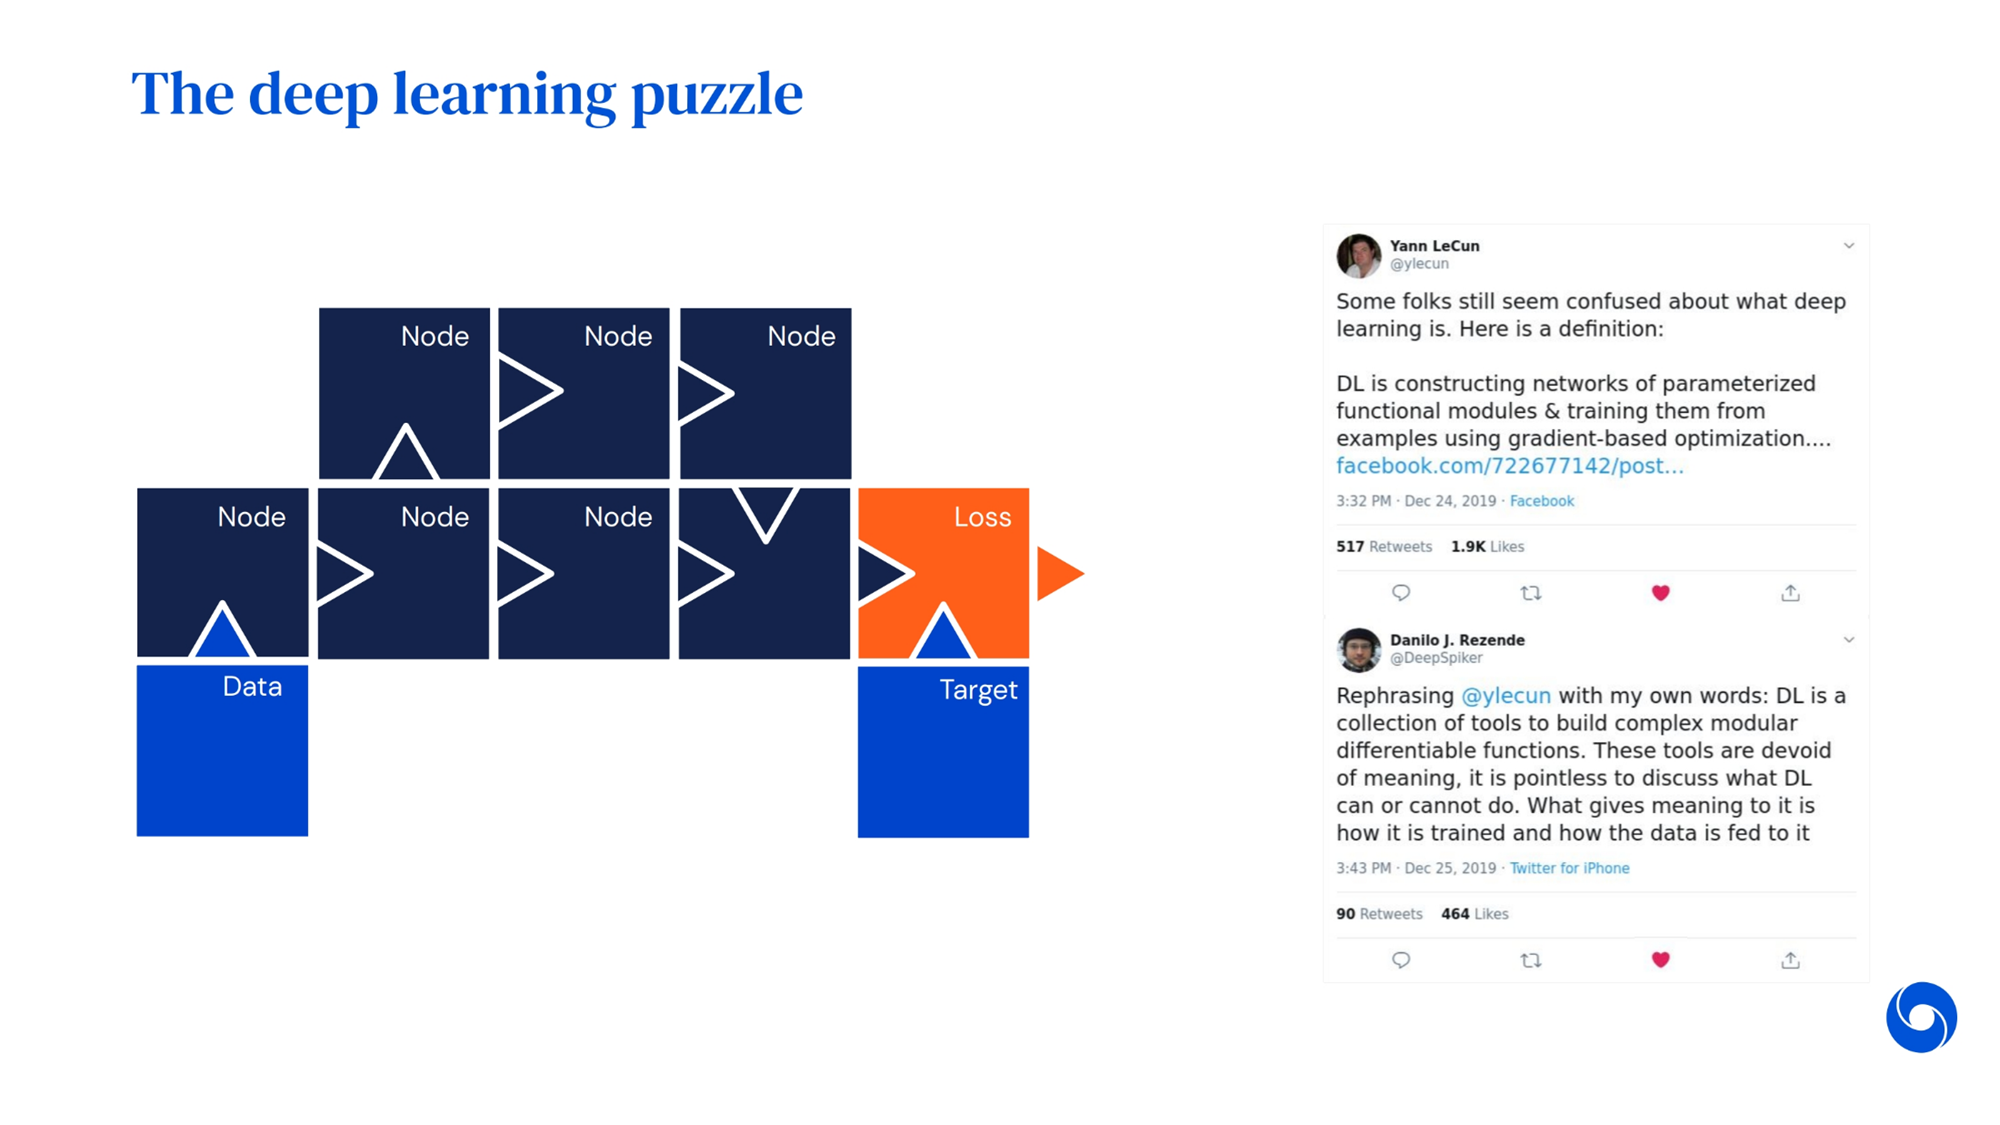 The deep learning puzzle
Node
Node
Node
Node
Node
Node
Loss
Data
Target
Yann LeCun
@ylecun
Some folks still seem confused about what deep
learning is. Here is a definition:
DL is constructing networks of parameterized
functional modules & training them from
examples using gradient-based optimization....
facebook.com/722677142/post...
3:32 PM · Dec 24, 2019 · Facebook
517 Retweets 1.9K Likes
Danilo J. Rezende
@DeepSpiker
Rephrasing @ylecun with my own words: DL is a
collection of tools to build complex modular
differentiable functions. These tools are devoid
of meaning, it is pointless to discuss what DL
can or cannot do. What gives meaning to it is
how it is trained and how the data is fed to it
3:43 PM · Dec 25, 2019 · Twitter for iPhone
90 Retweets 464 Likes